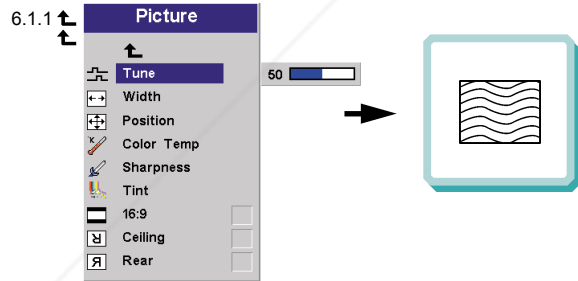 6.1.1
Picture
Tune 50
Width
Position
K Color Temp
Sharpness
Tint
16:9
R Ceiling
Я Rear